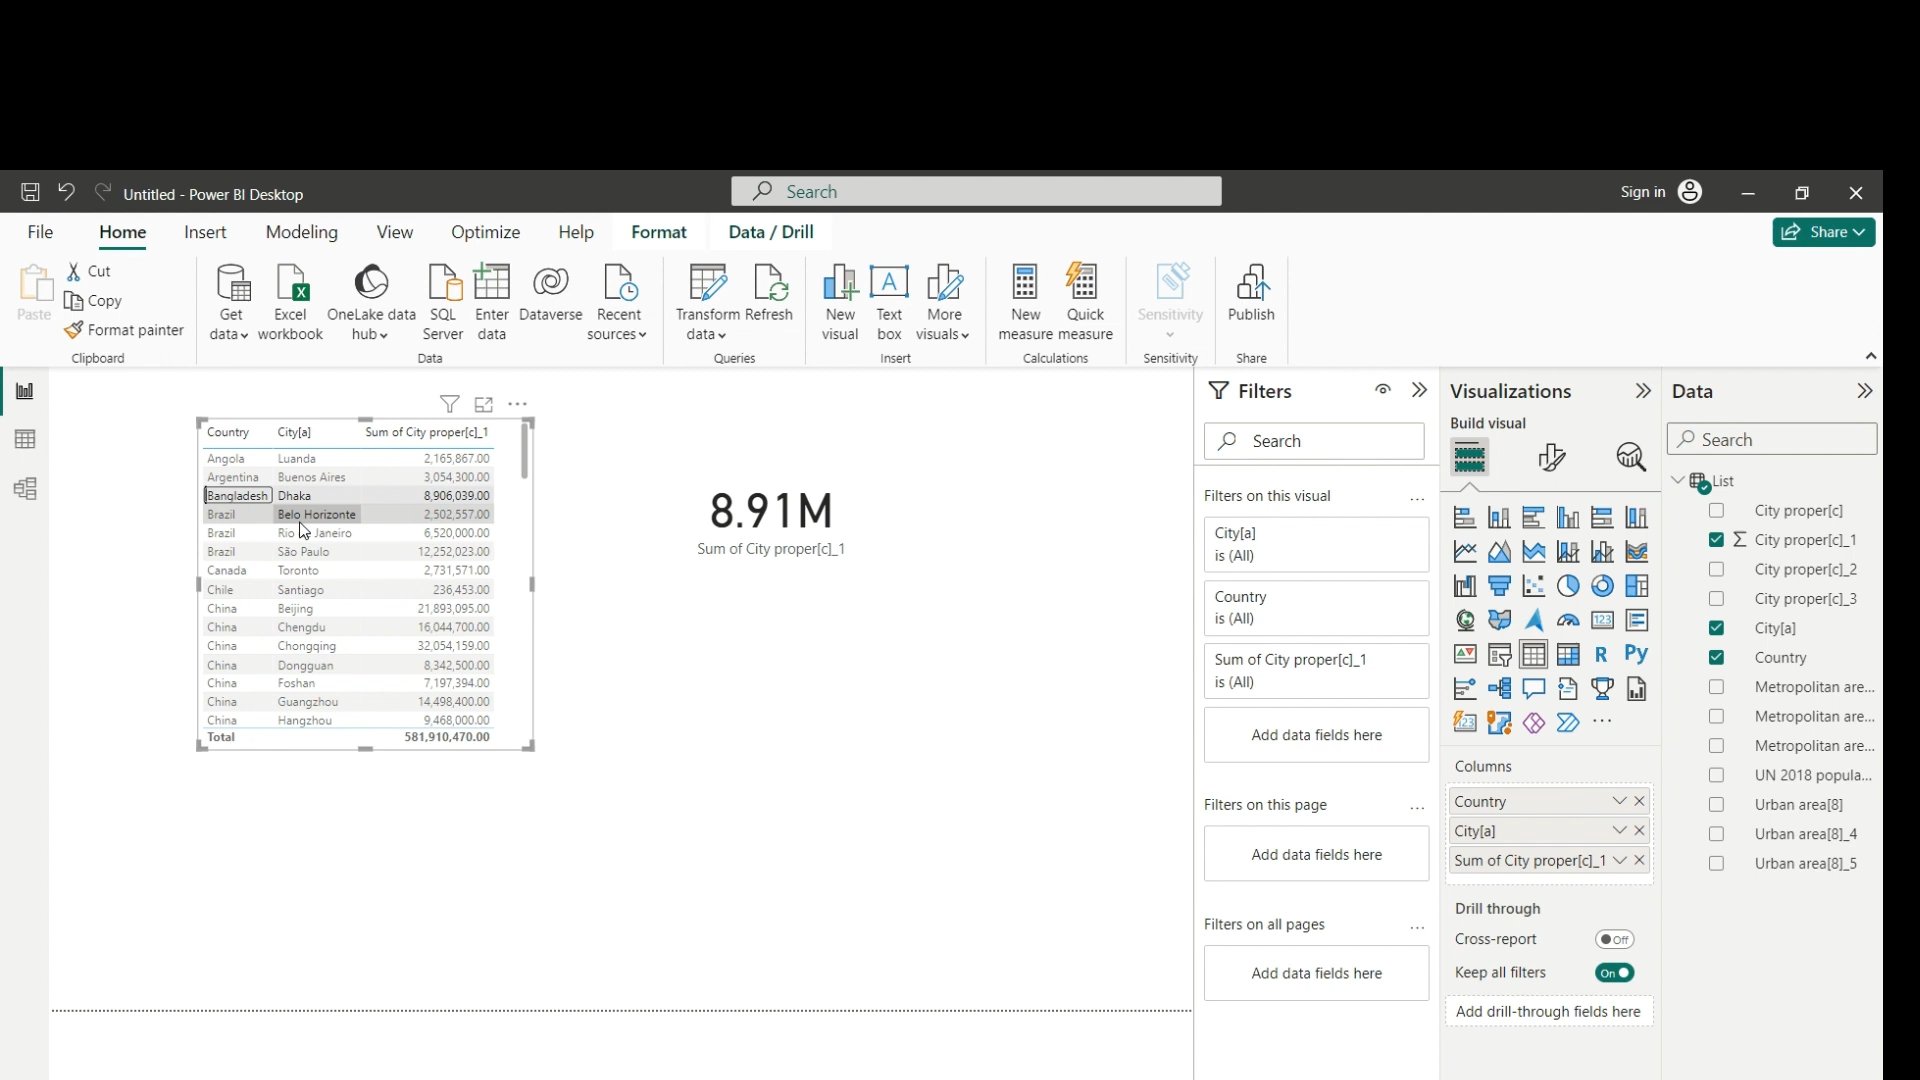 Untitled - Power BI Desktop
Search
Sign in
File
Home
Insert
Modeling
View
Optimize
Help
Format
Data / Drill
Share
Paste
Cut
Copy
Format painter
Clipboard
Get data
Excel workbook
OneLake data hub
SQL Server
Enter data
Dataverse
Recent sources
Data
Transform data
Refresh
Queries
New visual
Text box
More visuals
Insert
New measure
Quick measure
Calculations
Sensitivity
Sensitivity
Publish
Share
Country City[a] Sum of City proper[c]_1
Angola Luanda 2,165,867.00
Argentina Buenos Aires 3,054,300.00
Bangladesh Dhaka 8,906,039.00
Brazil Belo Horizonte 2,502,557.00
Brazil Rio Janeiro 6,520,000.00
Brazil São Paulo 12,252,023.00
Canada Toronto 2,731,571.00
Chile Santiago 236,453.00
China Beijing 21,893,095.00
China Chengdu 16,044,700.00
China Chongqing 32,054,159.00
China Dongguan 8,342,500.00
China Foshan 7,197,394.00
China Guangzhou 14,498,400.00
China Hangzhou 9,468,000.00
Total 581,910,470.00
8.91M
Sum of City proper[c]_1
Filters
Search
Filters on this visual ...
City[a]
is (All)
Country
is (All)
Sum of City proper[c]_1
is (All)
Add data fields here
Filters on this page ...
Add data fields here
Filters on all pages ...
Add data fields here
Visualizations
Build visual
123
R
Py
123
...
Columns
Country
City[a]
Sum of City proper[c]_1
Drill through
Cross-report Off
Keep all filters On
Add drill-through fields here
Data
Search
List
City proper[c]
City proper[c]_1
City proper[c]_2
City proper[c]_3
City[a]
Country
Metropolitan are...
Metropolitan are...
Metropolitan are...
UN 2018 popula...
Urban area[8]
Urban area[8]_4
Urban area[8]_5